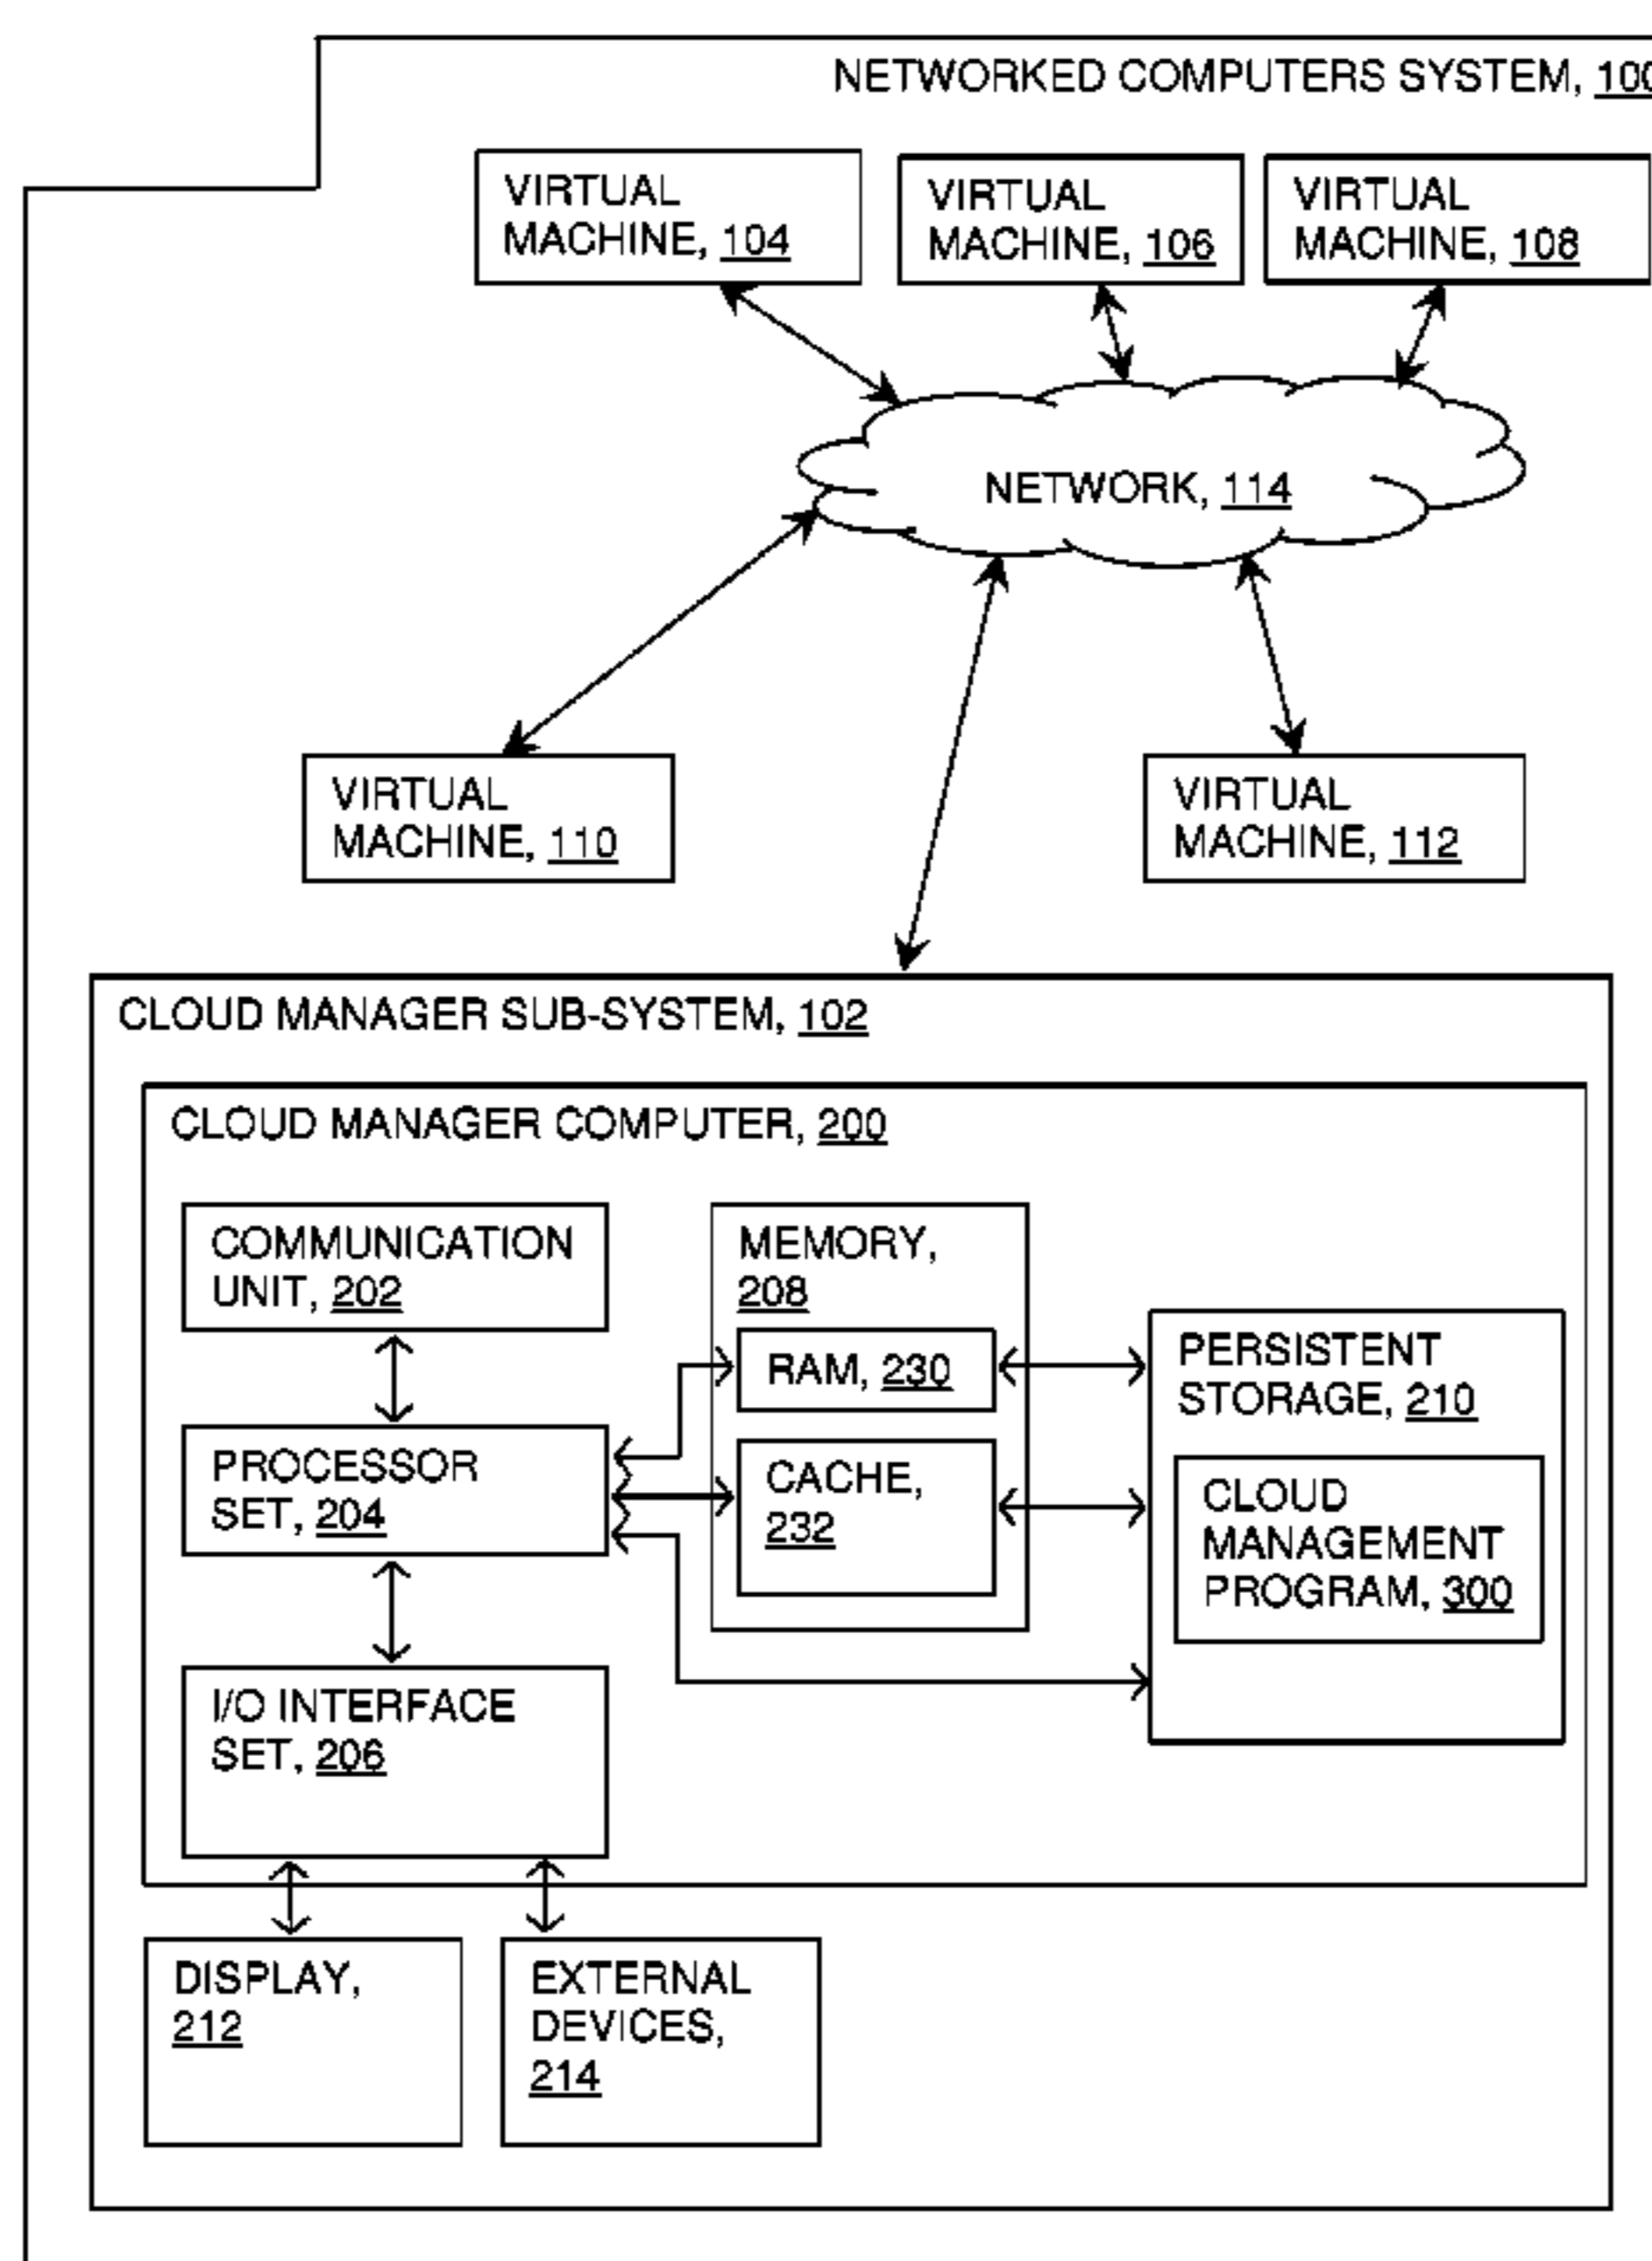 NETWORKED COMPUTERS SYSTEM, 100
VIRTUAL
MACHINE, 104
VIRTUAL
MACHINE, 106
VIRTUAL
MACHINE, 108
NETWORK, 114
VIRTUAL
MACHINE, 110
VIRTUAL
MACHINE, 112
CLOUD MANAGER SUB-SYSTEM, 102
CLOUD MANAGER COMPUTER, 200
COMMUNICATION
UNIT, 202
MEMORY,
208
RAM, 230
PERSISTENT
STORAGE, 210
PROCESSOR
SET, 204
CACHE,
232
CLOUD
MANAGEMENT
PROGRAM, 300
I/O INTERFACE
SET, 206
DISPLAY,
212
EXTERNAL
DEVICES,
214